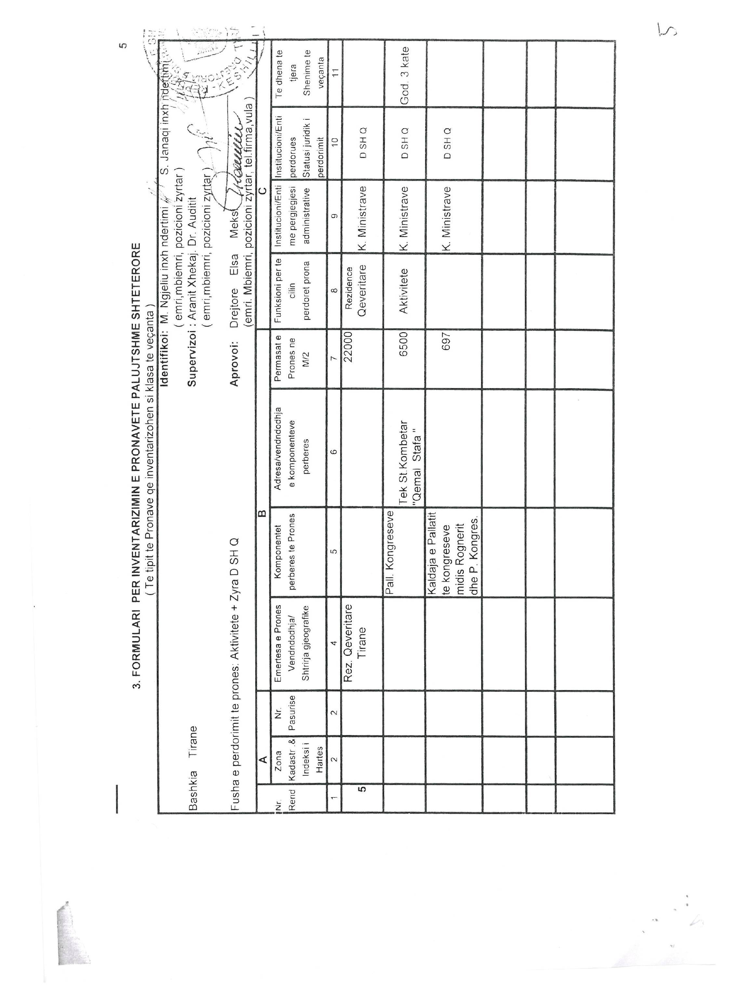 5
3. FORMULARI PER INVENTARIZIMIN E PRONAVETE PALUJTSHME SHTETERORE
( Te tipit te Pronave qe inventarizohen si klasa te veçanta )
Identifikoi: M. Ngjeliu inxh ndertimi S. Janaqi inxh ndertimi
( emri,mbiemri, pozicioni zyrtar )
Bashkia Tirane
Supervizoi : Aranit Xhekaj. Dr. Auditit
( emri,mbiemri, pozicioni zyrtar )
Fusha e perdorimit te prones: Aktivitete + Zyra D SH Q
Aprovoi: Drejtore Elsa Meksi
(emri. Mbiemri, pozicioni zyrtar, tel.firma,vula )
A B C
Nr. Rend
Zona Kadastr .& Indeksi i Hartes
Nr. Pasurise
Emertesa e Prones Vendndodhja/ Shtrirja gjeografike
Komponentet perberes te Prones
Adresa/vendndodhja e komponenteve perberes
Permasat e Prones ne M/2
Funksioni per te cilin perdoret prona
Institucioni/Enti me pergjegjesi administrative
Institucioni/Enti perdorues Statusi juridik i perdorimit
Te dhena te tjera Shenime te veçanta
1 2 2 4 5 6 7 8 9 10 11
5 Rez. Qeveritare Tirane 22000 Rezidence Qeveritare K. Ministrave D SH Q
Pall. Kongreseve Tek St.Kombetar "Qemal Stafa " 6500 Aktivitete K. Ministrave D SH Q God. 3 kate
Kaldaja e Pallatit te kongreseve midis Rognerit dhe P. Kongres. 697 K. Ministrave D SH Q
5